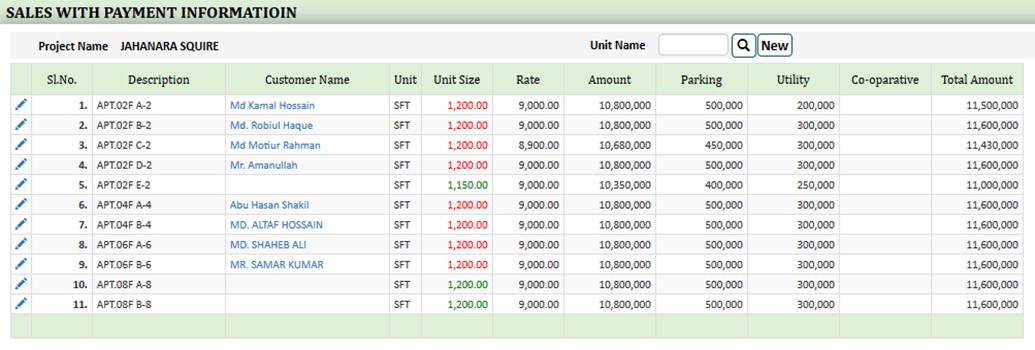 SALES WITH PAYMENT INFORMATIOIN
Project Name JAHANARA SQUIRE Unit Name New
Sl.No. Description Customer Name Unit Unit Size Rate Amount Parking Utility Co-oparative Total Amount
1. APT.02F A-2 Md Kamal Hossain SFT 1,200.00 9,000.00 10,800,000 500,000 200,000 11,500,000
2. APT.02F B-2 Md. Robiul Haque SFT 1,200.00 9,000.00 10,800,000 500,000 300,000 11,600,000
3. APT.02F C-2 Md Motiur Rahman SFT 1,200.00 8,900.00 10,680,000 450,000 300,000 11,430,000
4. APT.02F D-2 Mr. Amanullah SFT 1,200.00 9,000.00 10,800,000 500,000 300,000 11,600,000
5. APT.02F E-2 SFT 1,150.00 9,000.00 10,350,000 400,000 250,000 11,000,000
6. APT.04F A-4 Abu Hasan Shakil SFT 1,200.00 9,000.00 10,800,000 500,000 300,000 11,600,000
7. APT.04F B-4 MD. ALTAF HOSSAIN SFT 1,200.00 9,000.00 10,800,000 500,000 300,000 11,600,000
8. APT.06F A-6 MD. SHAHEB ALI SFT 1,200.00 9,000.00 10,800,000 500,000 300,000 11,600,000
9. APT.06F B-6 MR. SAMAR KUMAR SFT 1,200.00 9,000.00 10,800,000 500,000 300,000 11,600,000
10. APT.08F A-8 SFT 1,200.00 9,000.00 10,800,000 500,000 300,000 11,600,000
11. APT.08F B-8 SFT 1,200.00 9,000.00 10,800,000 500,000 300,000 11,600,000